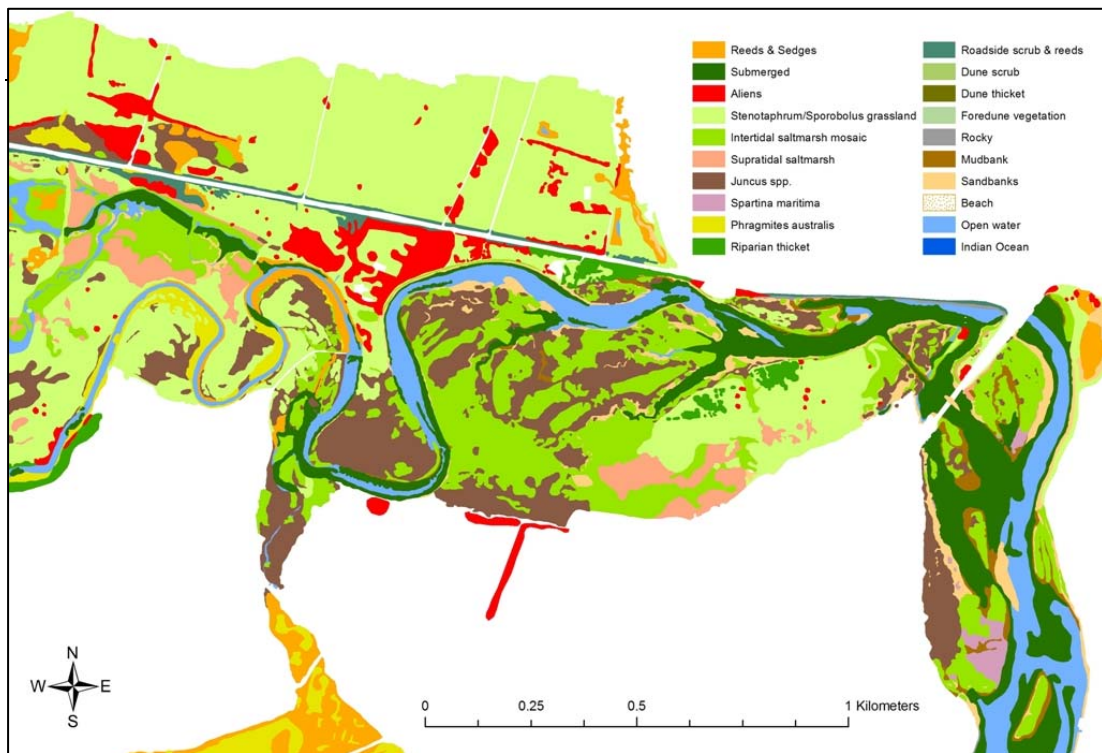 Reeds & Sedges
Submerged
Aliens
Stenotaphrum/Sporobolus grassland
Intertidal saltmarsh mosaic
Supratidal saltmarsh
Juncus spp.
Spartina maritima
Phragmites australis
Riparian thicket
Roadside scrub & reeds
Dune scrub
Dune thicket
Foredune vegetation
Rocky
Mudbank
Sandbanks
Beach
Open water
Indian Ocean
N
W E
S
0 0.25 0.5 1 Kilometers